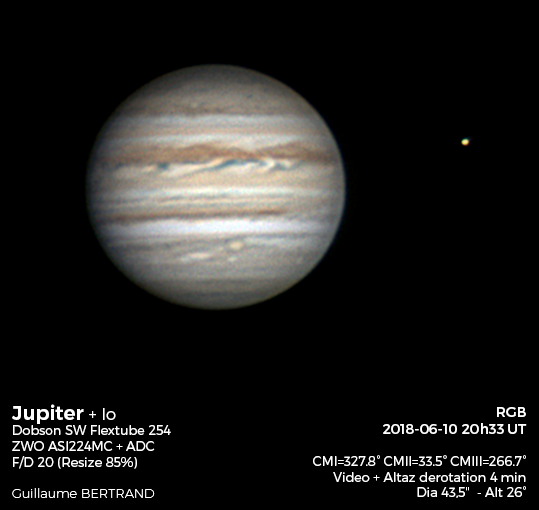 Jupiter + Io
Dobson SW Flextube 254
ZWO ASI224MC + ADC
F/D 20 (Resize 85%)
Guillaume BERTRAND
RGB
2018-06-10 20h33 UT
CMI=327.8° CMII=33.5° CMIII=266.7°
Video + Altaz derotation 4 min
Dia 43,5" - Alt 26°